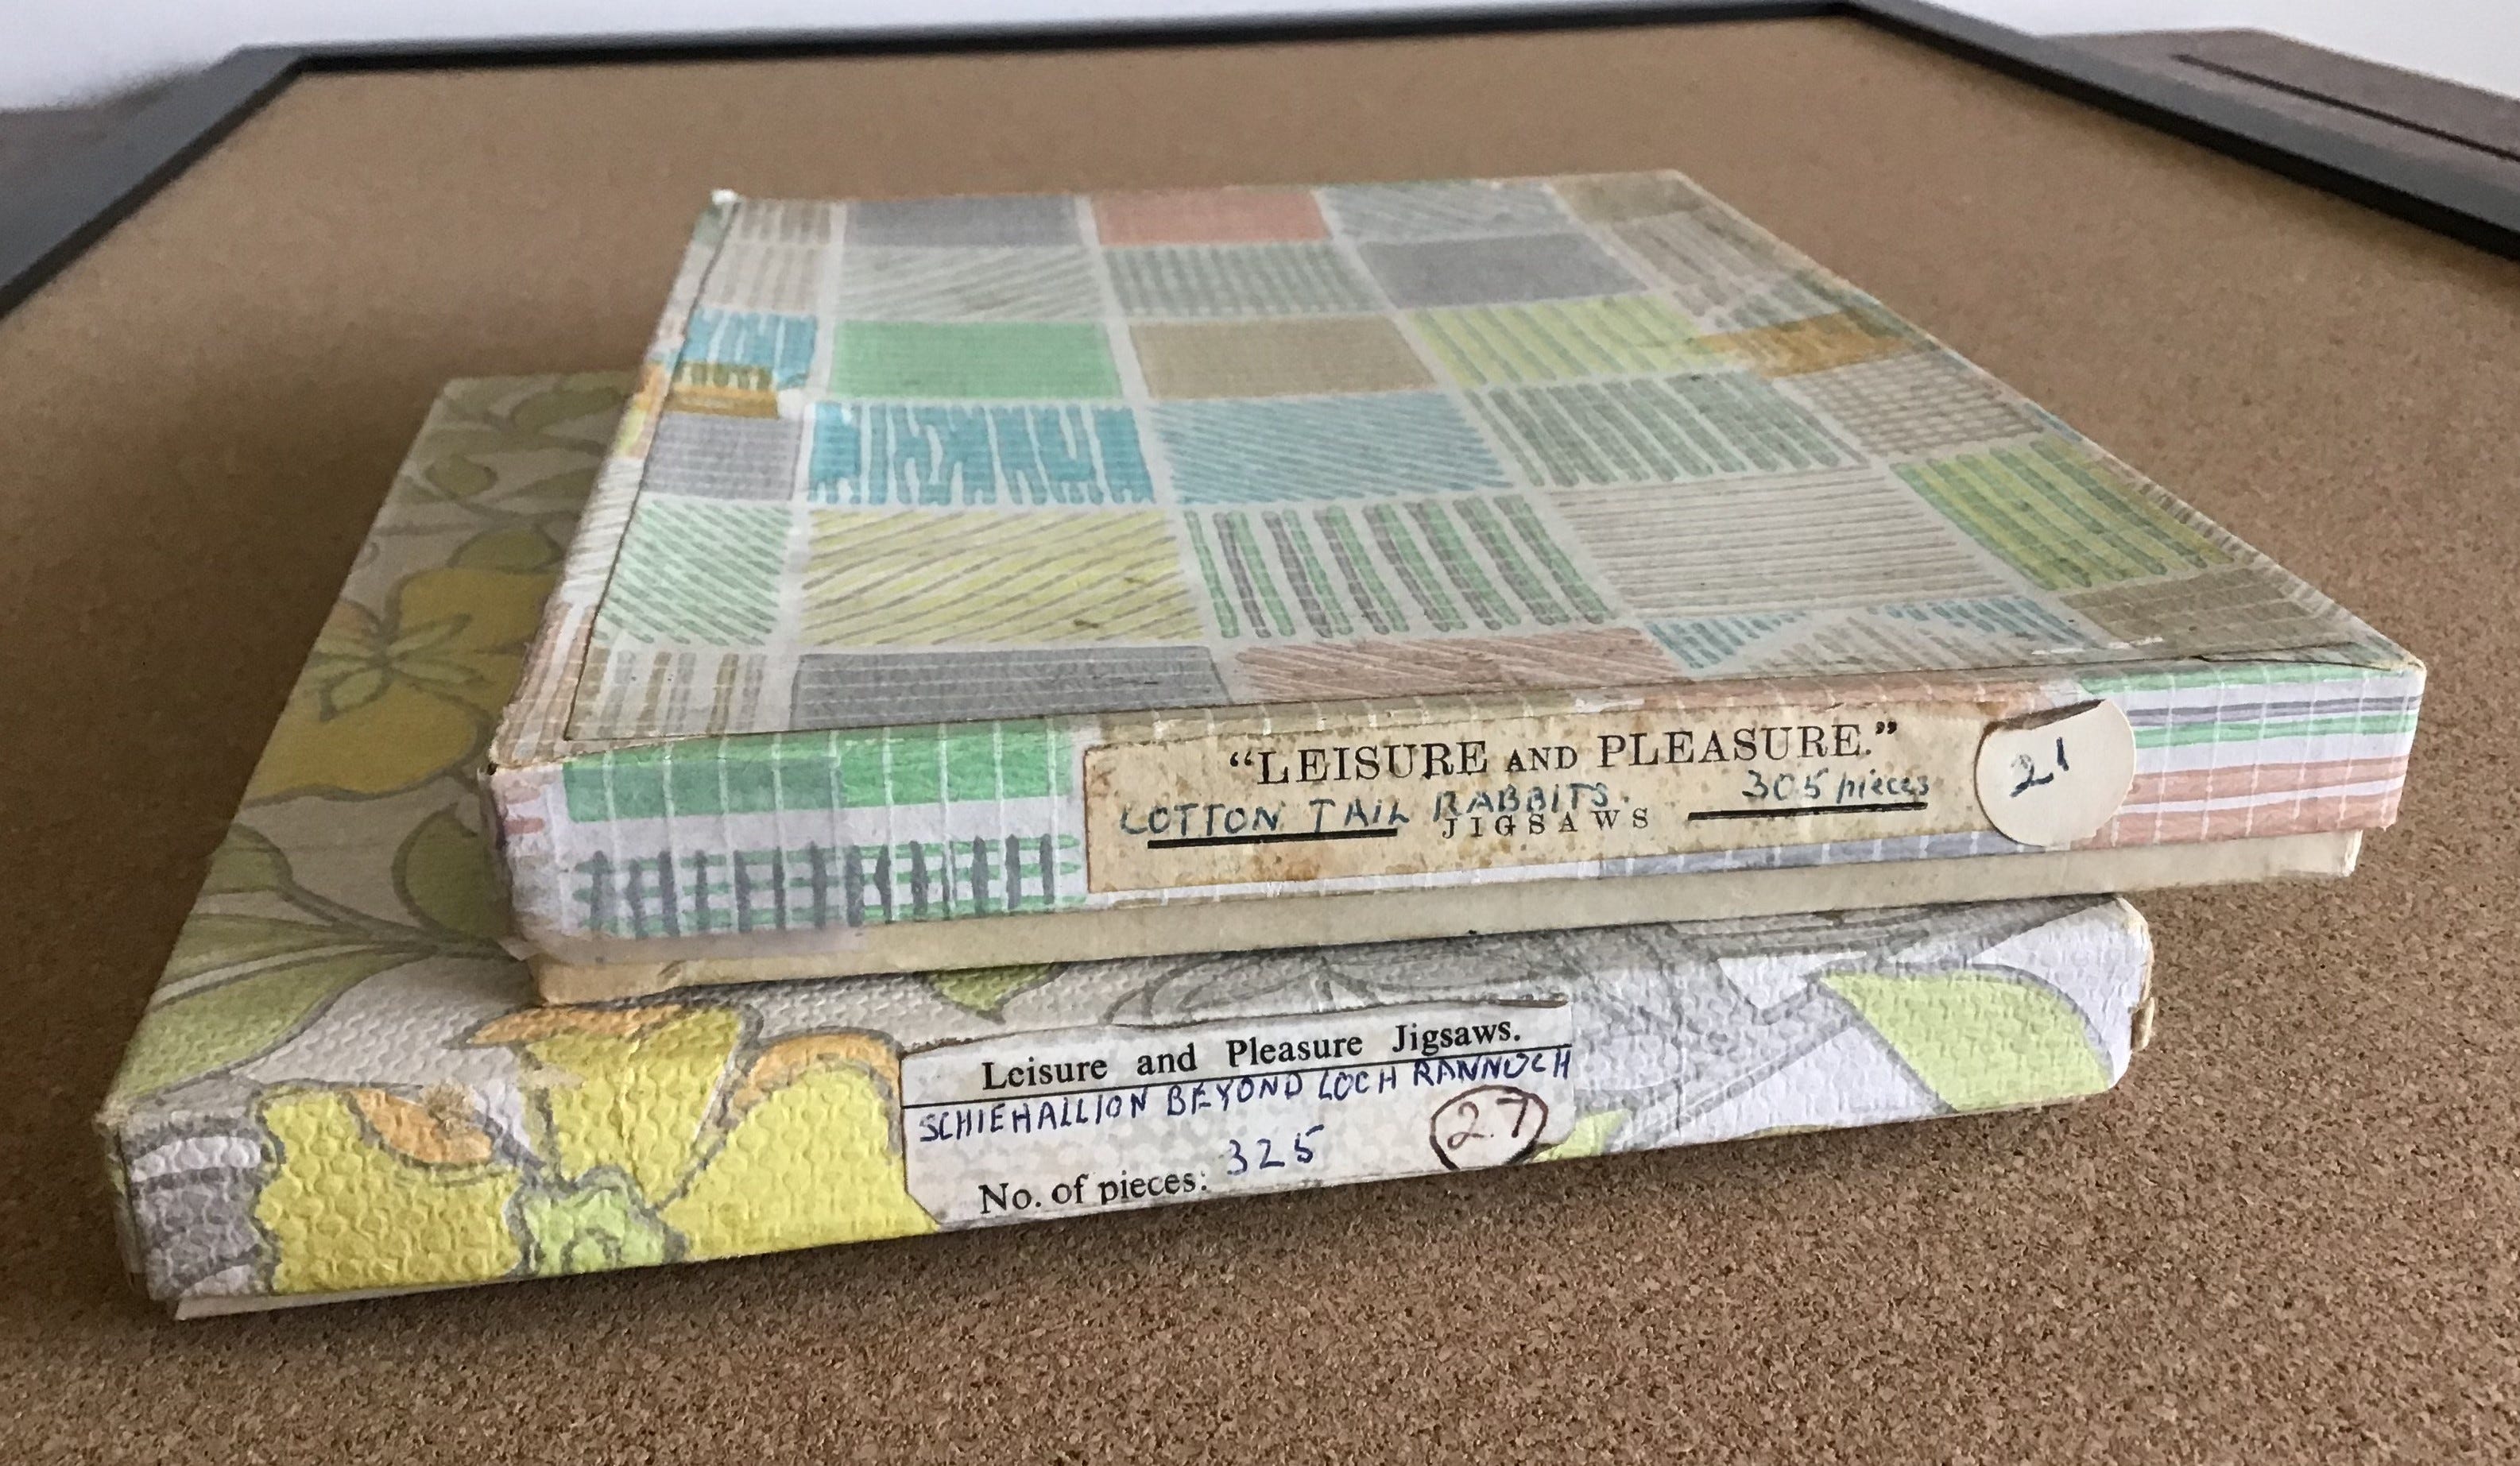 “LEISURE AND PLEASURE.”
COTTON TAIL RABBITS. 305 pieces
JIGSAWS
21
Leisure and Pleasure Jigsaws.
SCHIEHALLION BEYOND LOCH RANNOCH
325
27
No. of pieces: